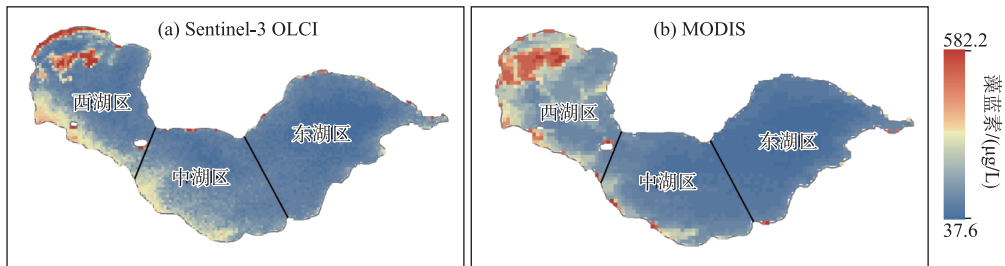 (a) Sentinel-3 OLCI
西湖区
中湖区
东湖区
(b) MODIS
西湖区
中湖区
东湖区
582.2
藻蓝素/(μg/L)
37.6